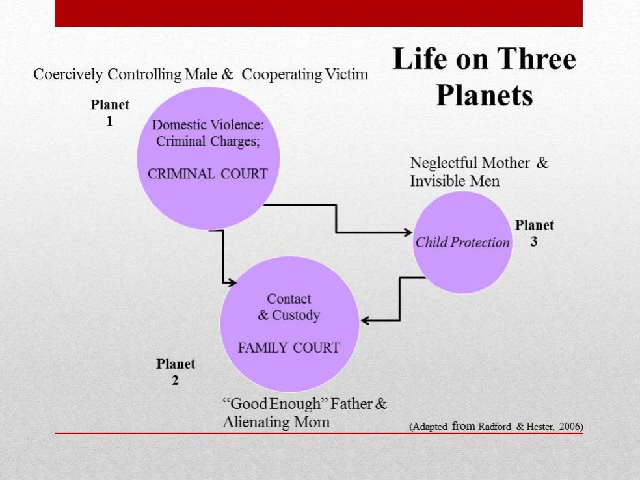 Life on Three
Planets
Coercively Controlling Male & Cooperating Victim
Planet
1
Domestic Violence:
Criminal Charges;
CRIMINAL COURT
Neglectful Mother &
Invisible Men
Child Protection
Planet
3
Contact
& Custody
FAMILY COURT
Planet
2
“Good Enough” Father &
Alienating Mom
(Adapted from Radford & Hester, 2006)